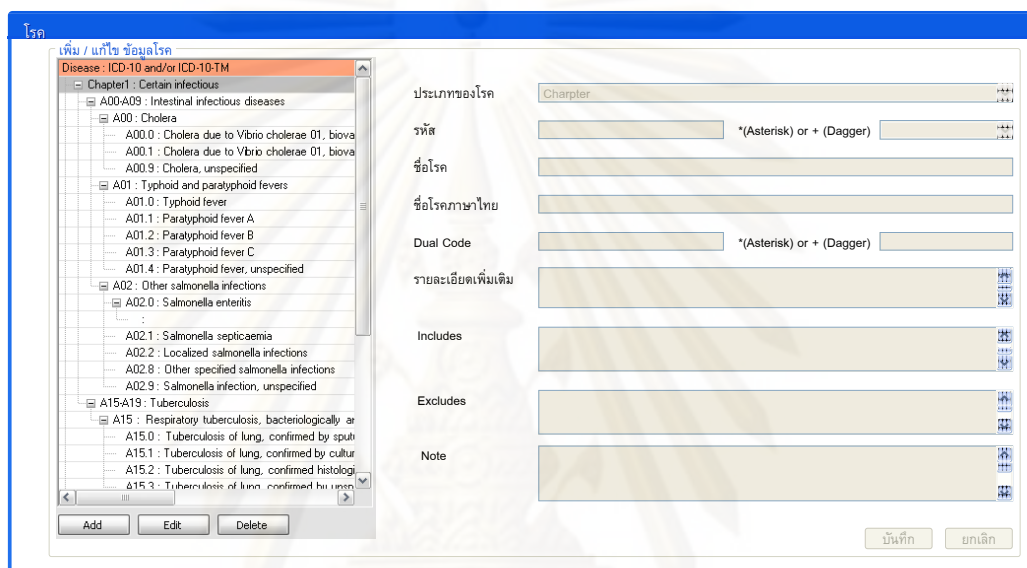 โรค
เพิ่ม / แก้ไข ข้อมูลโรค
Disease : ICD-10 and/or ICD-10-TM
Chapter1 : Certain infectious
A00-A09 : Intestinal infectious diseases
A00 : Cholera
A00.0 : Cholera due to Vibrio cholerae 01, biova
A00.1 : Cholera due to Vibrio cholerae 01, biova
A00.9 : Cholera, unspecified
A01 : Typhoid and paratyphoid fevers
A01.0 : Typhoid fever
A01.1 : Paratyphoid fever A
A01.2 : Paratyphoid fever B
A01.3 : Paratyphoid fever C
A01.4 : Paratyphoid fever, unspecified
A02 : Other salmonella infections
A02.0 : Salmonella enteritis
:
A02.1 : Salmonella septicaemia
A02.2 : Localized salmonella infections
A02.8 : Other specified salmonella infections
A02.9 : Salmonella infection, unspecified
A15-A19 : Tuberculosis
A15 : Respiratory tuberculosis, bacteriologically ar
A15.0 : Tuberculosis of lung, confirmed by sputu
A15.1 : Tuberculosis of lung, confirmed by cultur
A15.2 : Tuberculosis of lung, confirmed histologi
A15.3 : Tuberculosis of lung, confirmed by unsp
Add Edit Delete
ประเภทของโรค Charpter
รหัส *(Asterisk) or + (Dagger)
ชื่อโรค
ชื่อโรคภาษาไทย
Dual Code *(Asterisk) or + (Dagger)
รายละเอียดเพิ่มเติม
Includes
Excludes
Note
บันทึก ยกเลิก